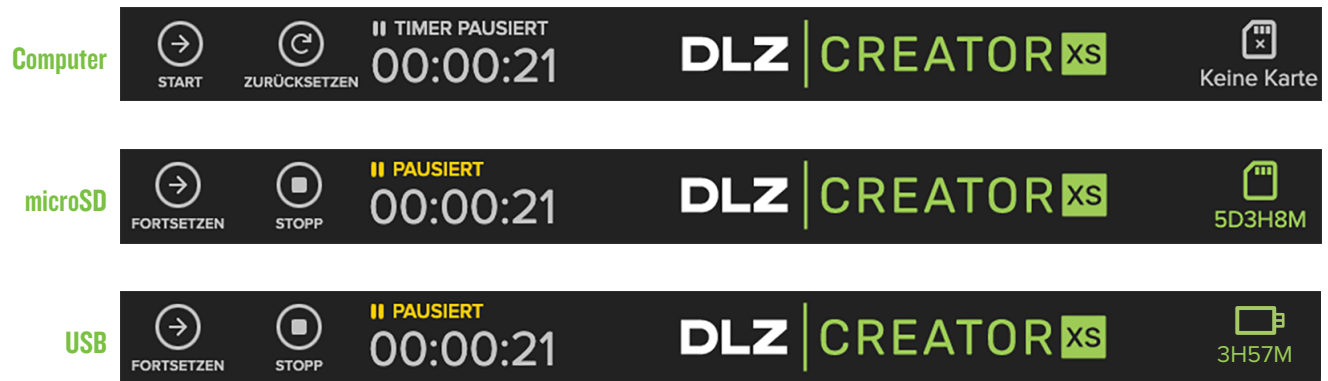 Computer
START
ZURÜCKSETZEN
TIMER PAUSIERT
00:00:21
DLZ CREATOR XS
Keine Karte
microSD
FORTSETZEN
STOPP
PAUSIERT
00:00:21
DLZ CREATOR XS
5D3H8M
USB
FORTSETZEN
STOPP
PAUSIERT
00:00:21
DLZ CREATOR XS
3H57M